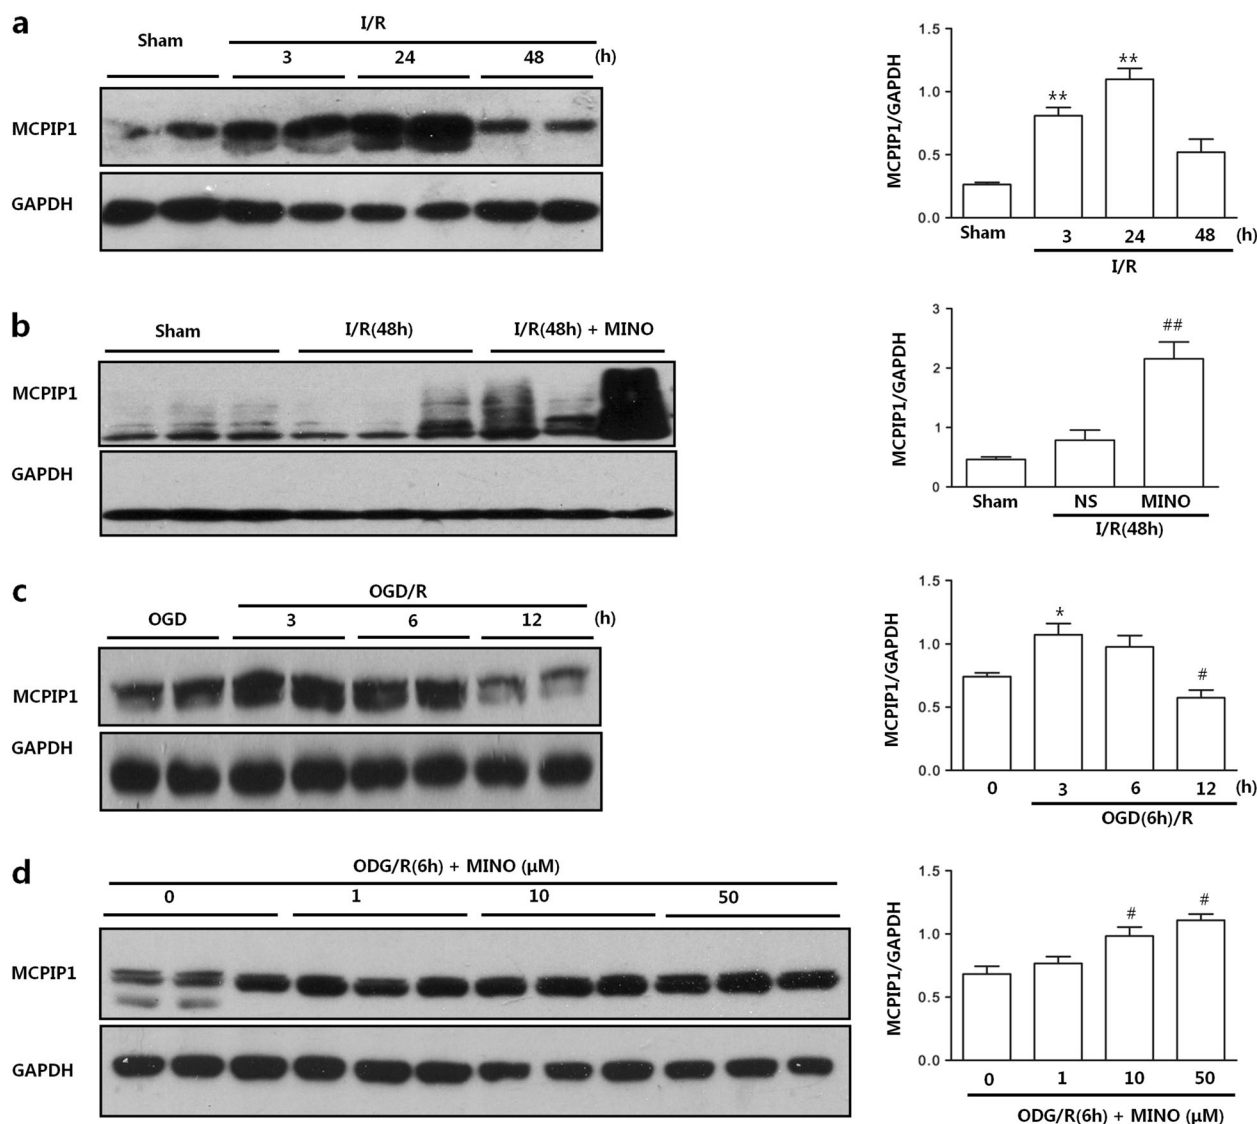 a
Sham
I/R
3 24 48 (h)
MCPIP1
GAPDH
MCPIP1/GAPDH
1.5
1.0
0.5
0.0
**
**
Sham 3 24 48 (h)
I/R
b
Sham I/R(48h) I/R(48h) + MINO
MCPIP1
GAPDH
MCPIP1/GAPDH
3
2
1
0
##
Sham NS MINO
I/R(48h)
c
OGD/R
OGD 3 6 12 (h)
MCPIP1
GAPDH
MCPIP1/GAPDH
1.5
1.0
0.5
0.0
*
#
0 3 6 12 (h)
OGD(6h)/R
d
ODG/R(6h) + MINO (μM)
0 1 10 50
MCPIP1
GAPDH
MCPIP1/GAPDH
1.5
1.0
0.5
0.0
#
#
0 1 10 50
ODG/R(6h) + MINO (μM)